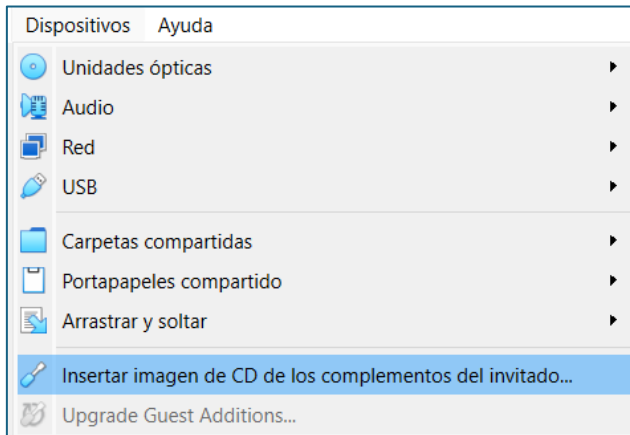 Dispositivos Ayuda
Unidades ópticas
Audio
Red
USB
Carpetas compartidas
Portapapeles compartido
Arrastrar y soltar
Insertar imagen de CD de los complementos del invitado...
Upgrade Guest Additions...